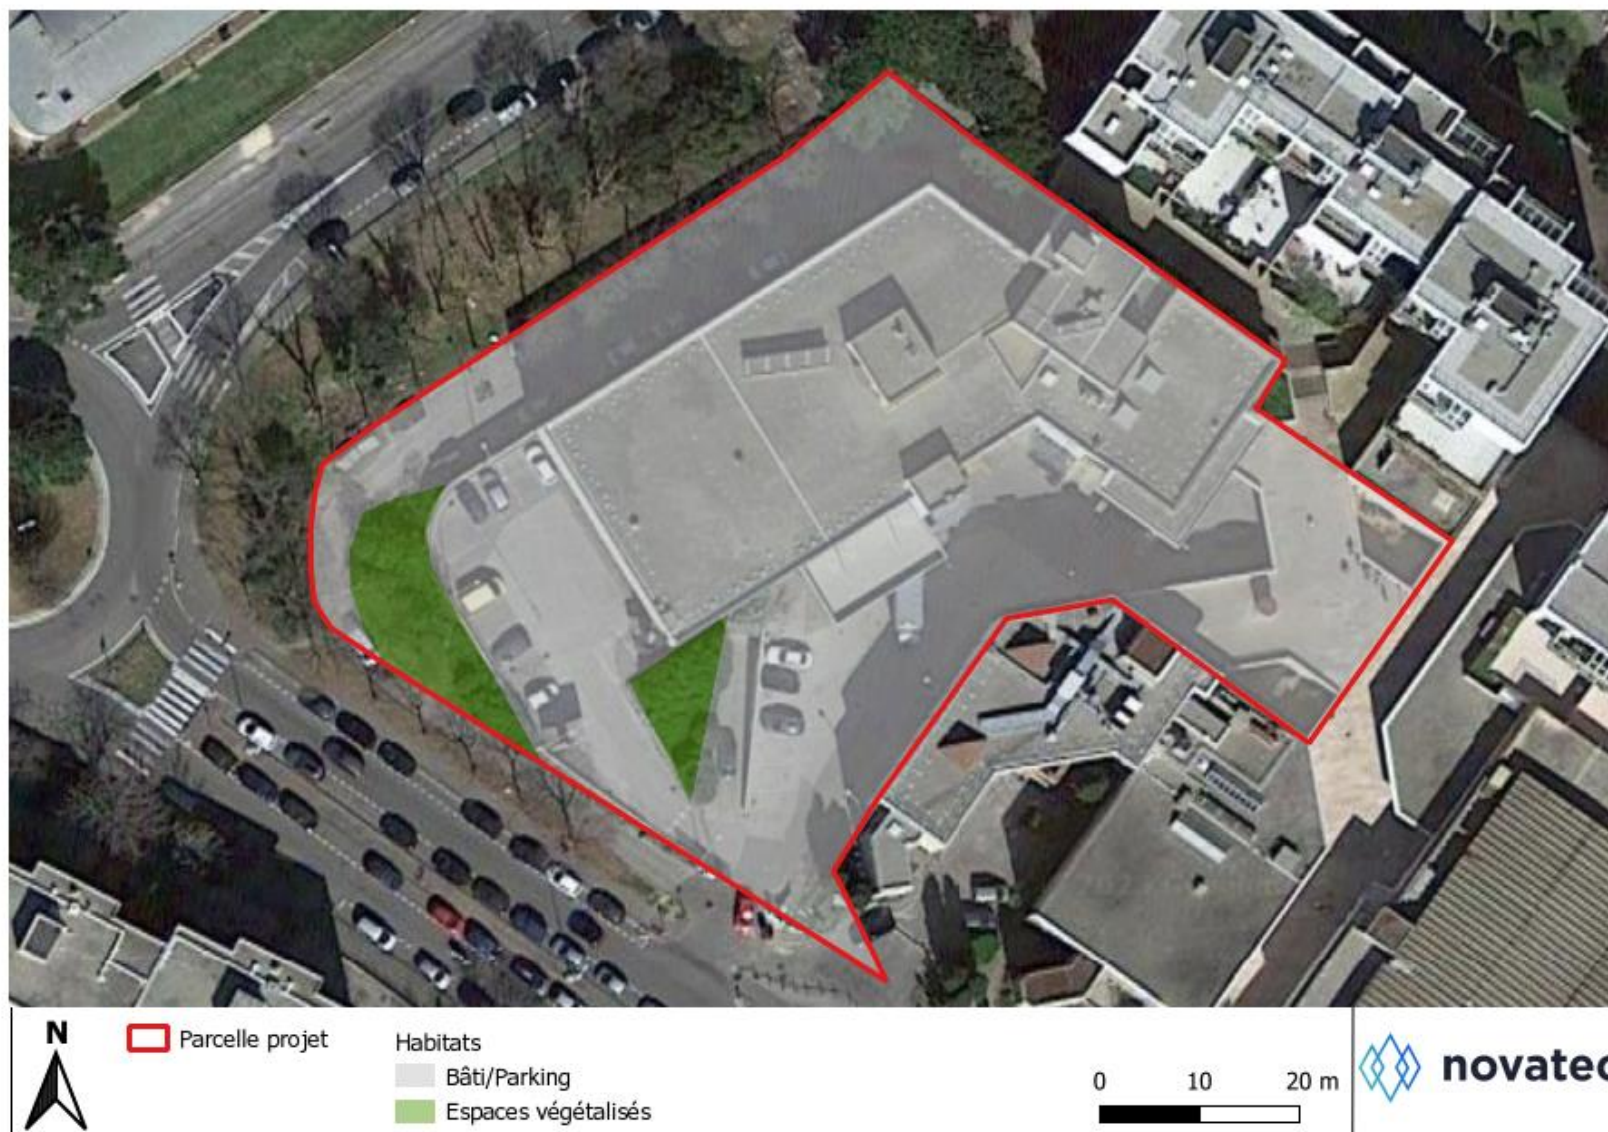 N
Parcelle projet
Habitats
Bâti/Parking
Espaces végétalisés
0 10 20 m
novatec